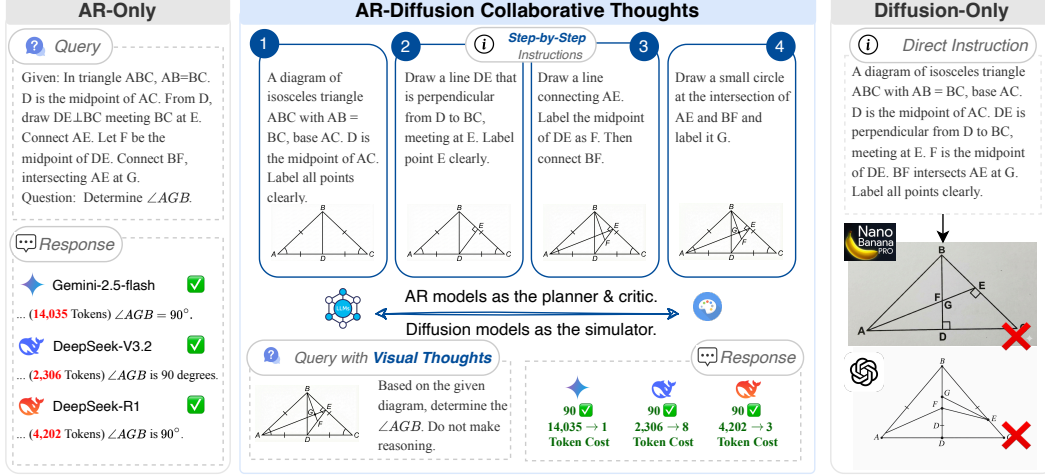 AR-Only
Query
Given: In triangle ABC, AB=BC.
D is the midpoint of AC. From D,
draw DE⊥BC meeting BC at E.
Connect AE. Let F be the
midpoint of DE. Connect BF,
intersecting AE at G.
Question: Determine ∠AGB.
Response
Gemini-2.5-flash
... (14,035 Tokens) ∠AGB = 90°.
DeepSeek-V3.2
... (2,306 Tokens) ∠AGB is 90 degrees.
DeepSeek-R1
... (4,202 Tokens) ∠AGB is 90°.
AR-Diffusion Collaborative Thoughts
Step-by-Step
Instructions
1
A diagram of
isosceles triangle
ABC with AB =
BC, base AC. D is
the midpoint of AC.
Label all points
clearly.
B
A
D
C
2
Draw a line DE that
is perpendicular
from D to BC,
meeting at E. Label
point E clearly.
B
E
A
D
C
3
Draw a line
connecting AE.
Label the midpoint
of DE as F. Then
connect BF.
B
E
F
A
D
C
4
Draw a small circle
at the intersection of
AE and BF and
label it G.
B
E
G
F
A
D
C
LLMs
AR models as the planner & critic.
Diffusion models as the simulator.
Query with Visual Thoughts
B
E
G
F
A
D
C
Based on the given
diagram, determine the
∠AGB. Do not make
reasoning.
Response
90
14,035 → 1
Token Cost
90
2,306 → 8
Token Cost
90
4,202 → 3
Token Cost
Diffusion-Only
Direct Instruction
A diagram of isosceles triangle
ABC with AB = BC, base AC.
D is the midpoint of AC. DE is
perpendicular from D to BC,
meeting at E. F is the midpoint
of DE. BF intersects AE at G.
Label all points clearly.
Nano
Banana
PRO
B
E
F
G
A
D
B
G
F
E
D
A
D